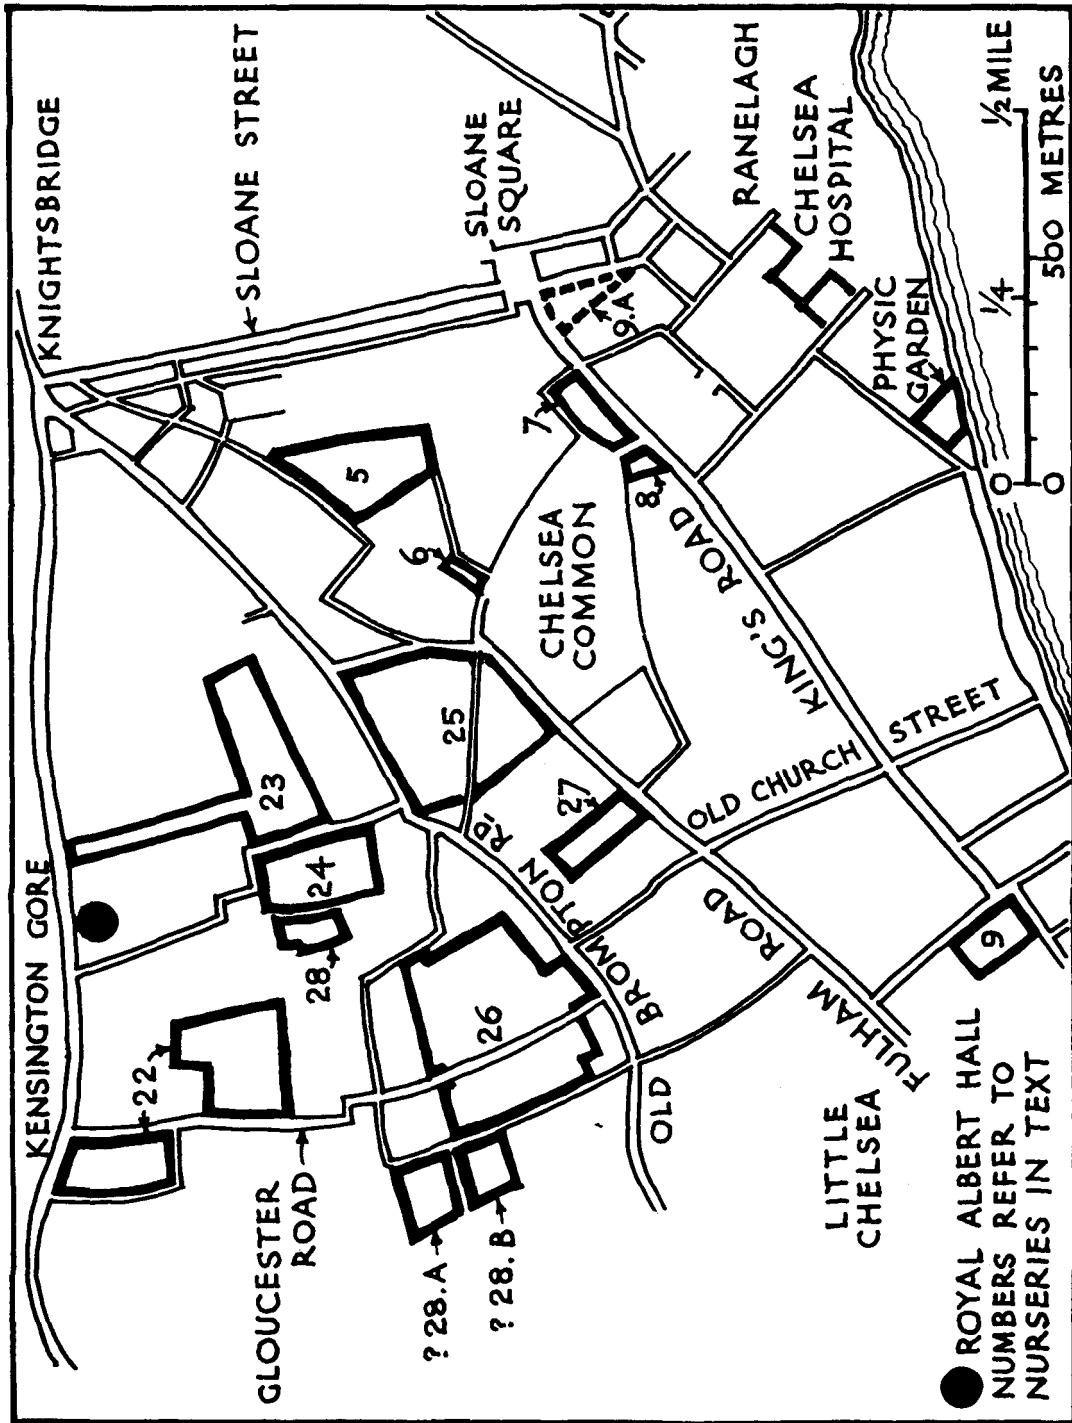 KENSINGTON GORE
KNIGHTSBRIDGE
SLOANE STREET
22
23
24
28
5
6
7
8
9.A
SLOANE
SQUARE
RANELAGH
CHELSEA
HOSPITAL
PHYSIC
GARDEN
CHELSEA
COMMON
25
27
26
GLOUCESTER
ROAD
? 28.A
? 28.B
OLD BROMPTON RD.
FULHAM ROAD
KING'S ROAD
OLD CHURCH STREET
LITTLE
CHELSEA
9
ROYAL ALBERT HALL
NUMBERS REFER TO
NURSERIES IN TEXT
0 1/4 1/2 MILE
0 500 METRES